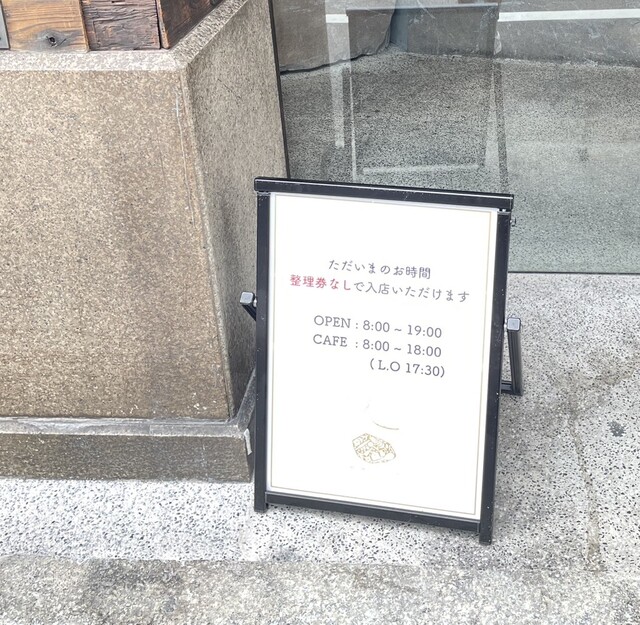 ただいまのお時間
整理券なしで入店いただけます
OPEN : 8:00 ~ 19:00
CAFE : 8:00 ~ 18:00
( L.O 17:30)